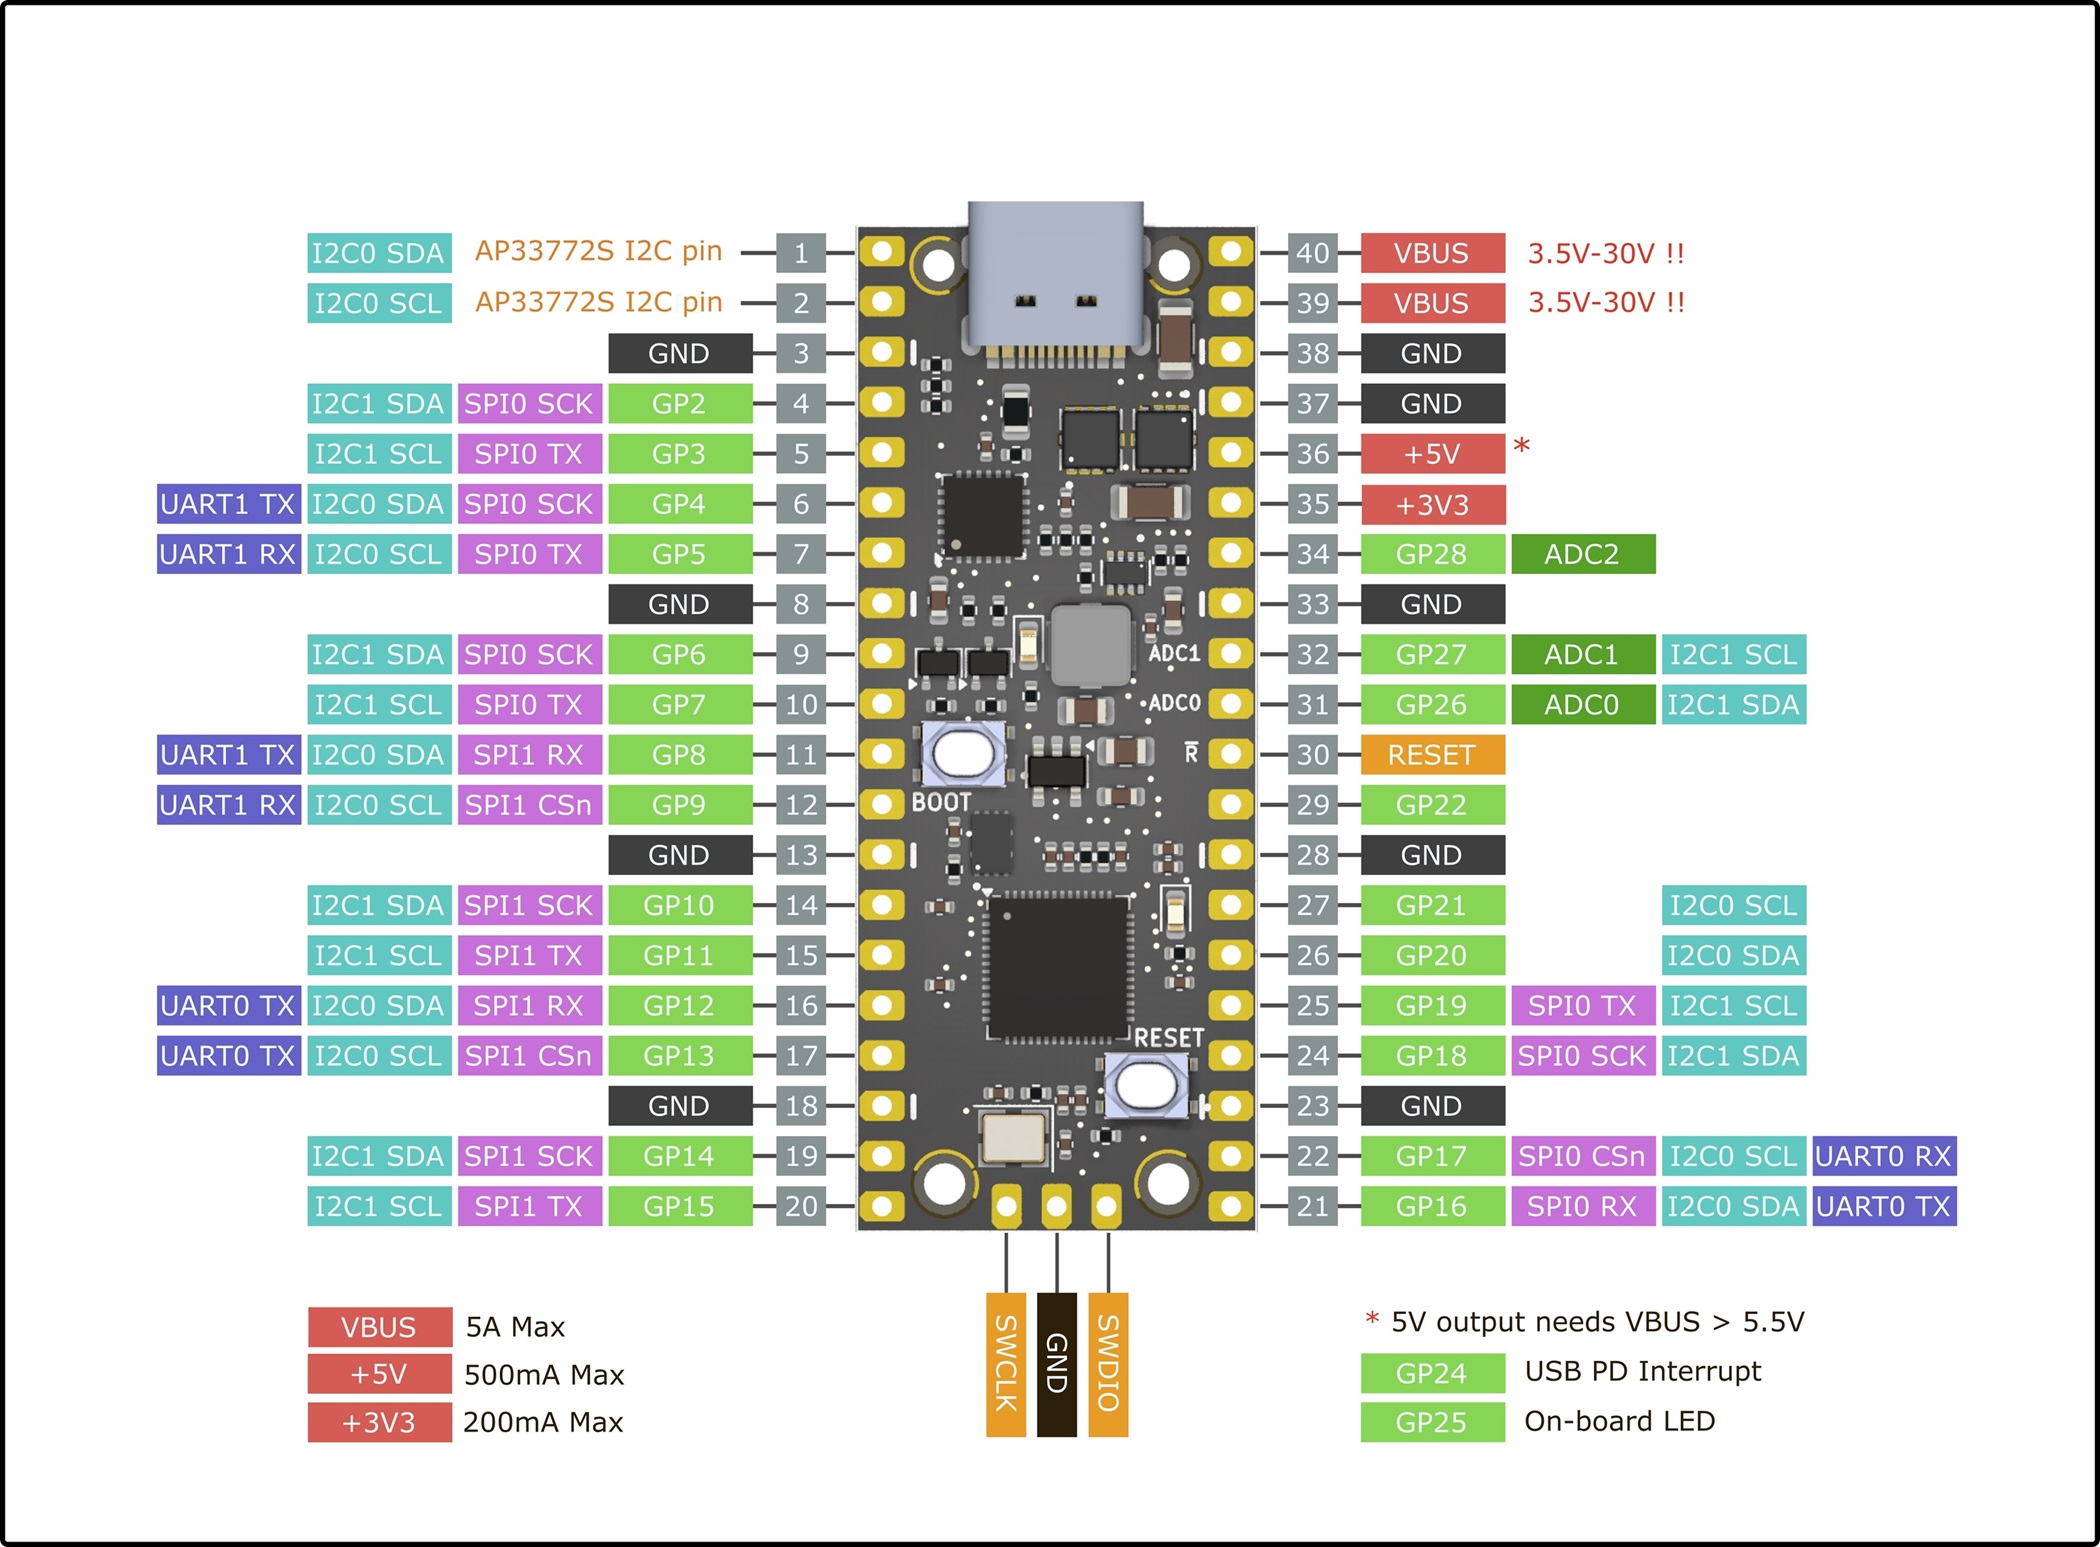 I2C0 SDA AP33772S I2C pin 1 40 VBUS 3.5V-30V !!
I2C0 SCL AP33772S I2C pin 2 39 VBUS 3.5V-30V !!
GND 3 38 GND
I2C1 SDA SPI0 SCK GP2 4 37 GND
I2C1 SCL SPI0 TX GP3 5 36 +5V *
UART1 TX I2C0 SDA SPI0 SCK GP4 6 35 +3V3
UART1 RX I2C0 SCL SPI0 TX GP5 7 34 GP28 ADC2
GND 8 33 GND
I2C1 SDA SPI0 SCK GP6 9 ADC1 32 GP27 ADC1 I2C1 SCL
I2C1 SCL SPI0 TX GP7 10 ADC0 31 GP26 ADC0 I2C1 SDA
UART1 TX I2C0 SDA SPI1 RX GP8 11 R 30 RESET
UART1 RX I2C0 SCL SPI1 CSn GP9 12 BOOT 29 GP22
GND 13 28 GND
I2C1 SDA SPI1 SCK GP10 14 27 GP21 I2C0 SCL
I2C1 SCL SPI1 TX GP11 15 26 GP20 I2C0 SDA
UART0 TX I2C0 SDA SPI1 RX GP12 16 25 GP19 SPI0 TX I2C1 SCL
UART0 TX I2C0 SCL SPI1 CSn GP13 17 RESET 24 GP18 SPI0 SCK I2C1 SDA
GND 18 23 GND
I2C1 SDA SPI1 SCK GP14 19 22 GP17 SPI0 CSn I2C0 SCL UART0 RX
I2C1 SCL SPI1 TX GP15 20 21 GP16 SPI0 RX I2C0 SDA UART0 TX
SWCLK GND SWDIO
VBUS 5A Max
+5V 500mA Max
+3V3 200mA Max
* 5V output needs VBUS > 5.5V
GP24 USB PD Interrupt
GP25 On-board LED